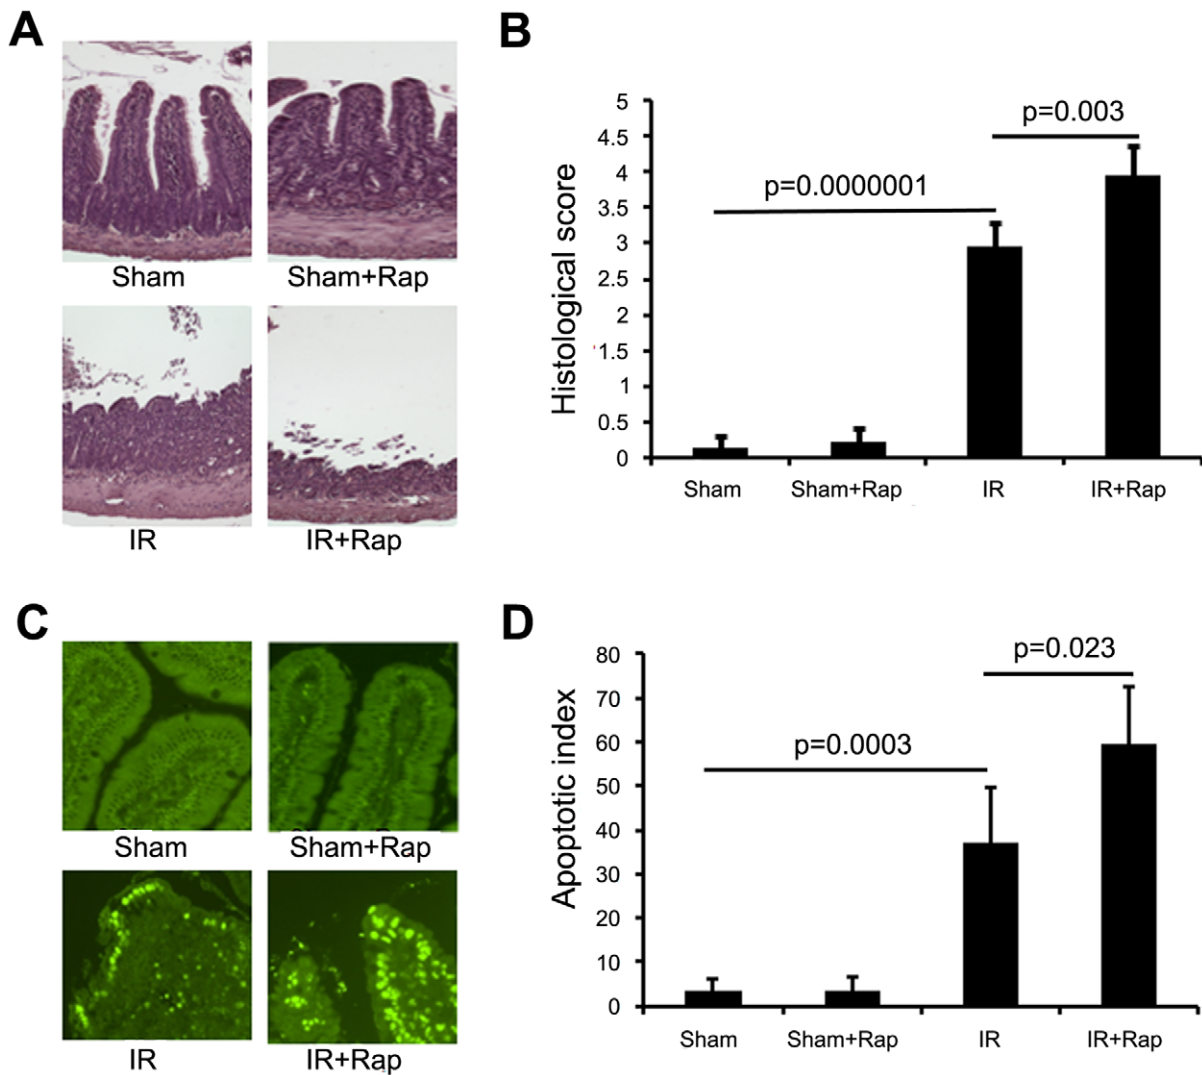 A
Sham
Sham+Rap
IR
IR+Rap
B
Histological score
5
4.5
4
3.5
3
2.5
2
1.5
1
0.5
0
p=0.0000001
p=0.003
Sham
Sham+Rap
IR
IR+Rap
C
Sham
Sham+Rap
IR
IR+Rap
D
Apoptotic index
80
70
60
50
40
30
20
10
0
p=0.0003
p=0.023
Sham
Sham+Rap
IR
IR+Rap